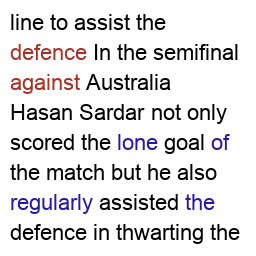 line to assist the
defence In the semifinal
against Australia
Hasan Sardar not only
scored the lone goal of
the match but he also
regularly assisted the
defence in thwarting the